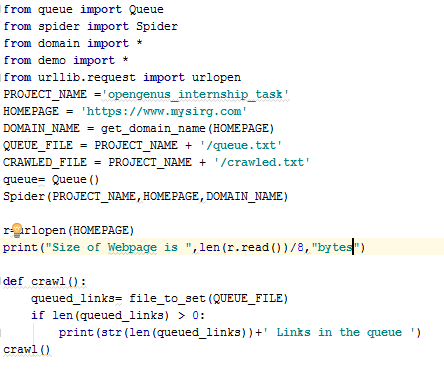 from queue import Queue
from spider import Spider
from domain import *
from demo import *
from urllib.request import urlopen
PROJECT_NAME ='opengenus_internship_task'
HOMEPAGE = 'https://www.mysirg.com'
DOMAIN_NAME = get_domain_name(HOMEPAGE)
QUEUE_FILE = PROJECT_NAME + '/queue.txt'
CRAWLED_FILE = PROJECT_NAME + '/crawled.txt'
queue= Queue()
Spider(PROJECT_NAME,HOMEPAGE,DOMAIN_NAME)
r=urlopen(HOMEPAGE)
print("Size of Webpage is ",len(r.read())/8,"bytes")
def crawl():
    queued_links= file_to_set(QUEUE_FILE)
    if len(queued_links) > 0:
        print(str(len(queued_links))+' Links in the queue ')
crawl()